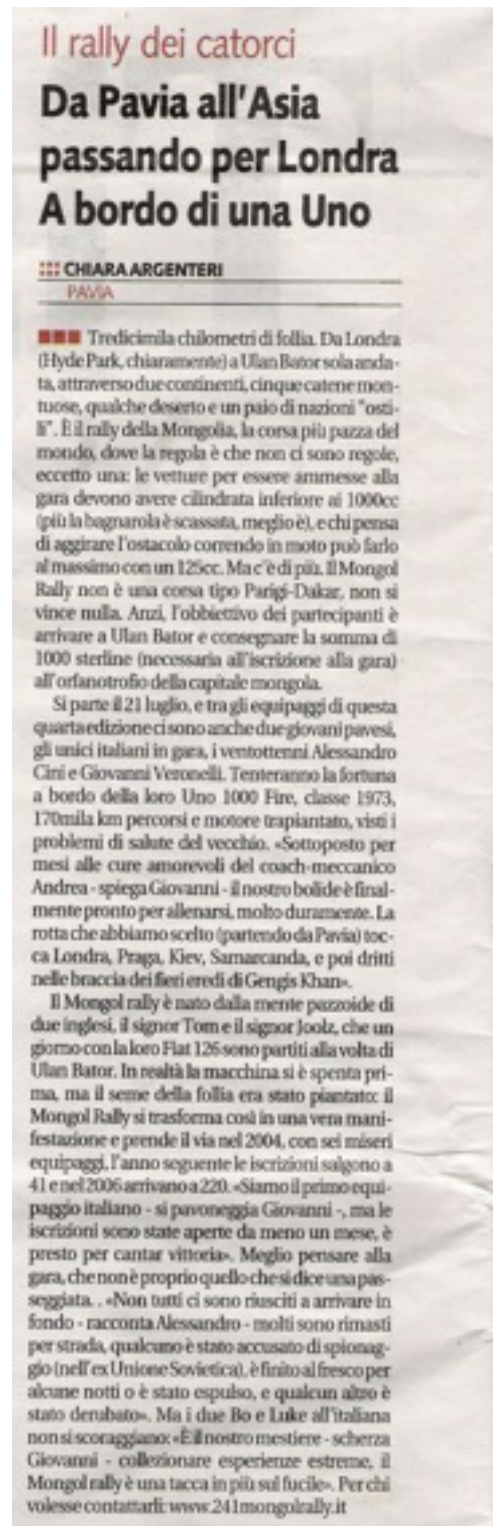 Il rally dei catorci
Da Pavia all'Asia
passando per Londra
A bordo di una Uno
CHIARA ARGENTERI
PAVIA
Tredicimila chilometri di follia. Da Londra
(Hyde Park, chiaramente) a Ulan Bator sola anda-
ta, attraverso due continenti, cinque catene mon-
tuose, qualche deserto e un paio di nazioni "osti-
li". È il rally della Mongolia, la corsa più pazza del
mondo, dove la regola è che non ci sono regole,
eccetto una: le vetture per essere ammesse alla
gara devono avere cilindrata inferiore ai 1000cc
(più la bagnarola è scassata, meglio è), e chi pensa
di aggirare l'ostacolo correndo in moto può farlo
al massimo con un 125cc. Ma c'è di più. Il Mongol
Rally non è una corsa tipo Parigi-Dakar, non si
vince nulla. Anzi, l'obbiettivo dei partecipanti è
arrivare a Ulan Bator e consegnare la somma di
1000 sterline (necessaria all'iscrizione alla gara)
all'orfanotrofio della capitale mongola.
Si parte il 21 luglio, e tra gli equipaggi di questa
quarta edizione ci sono anche due giovani pavesi,
gli unici italiani in gara, i ventottenni Alessandro
Cini e Giovanni Veronelli. Tenteranno la fortuna
a bordo della loro Uno 1000 Fire, classe 1973,
170mila km percorsi e motore trapiantato, visti i
problemi di salute del vecchio. «Sottoposto per
mesi alle cure amorevoli del coach-meccanico
Andrea - spiega Giovanni - il nostro bolide è final-
mente pronto per allenarsi, molto duramente. La
rotta che abbiamo scelto (partendo da Pavia) toc-
ca Londra, Praga, Kiev, Samarcanda, e poi dritti
nelle braccia dei fieri eredi di Gengis Khan».
Il Mongol rally è nato dalla mente pazzoide di
due inglesi, il signor Tom e il signor Joolz, che un
giorno con la loro Fiat 126 sono partiti alla volta di
Ulan Bator. In realtà la macchina si è spenta pri-
ma, ma il seme della follia era stato piantato: il
Mongol Rally si trasforma così in una vera mani-
festazione e prende il via nel 2004, con sei miseri
equipaggi, l'anno seguente le iscrizioni salgono a
41 e nel 2006 arrivano a 220. «Siamo il primo equi-
paggio italiano - si pavoneggia Giovanni -, ma le
iscrizioni sono state aperte da meno un mese, è
presto per cantar vittoria». Meglio pensare alla
gara, che non è proprio quello che si dice una pas-
seggiata. . «Non tutti ci sono riusciti a arrivare in
fondo - racconta Alessandro - molti sono rimasti
per strada, qualcuno è stato accusato di spionag-
gio (nell'ex Unione Sovietica), è finito al fresco per
alcune notti o è stato espulso, e qualcun altro è
stato derubato». Ma i due Bo e Luke all'italiana
non si scoraggiano: «È il nostro mestiere - scherza
Giovanni - collezionare esperienze estreme, il
Mongol rally è una tacca in più sul fucile». Per chi
volesse contattarli: www.241mongolrally.it